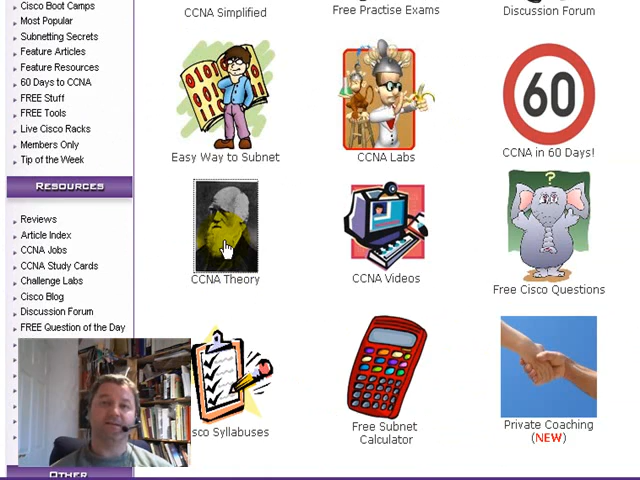 Cisco Boot Camps
Most Popular
Subnetting Secrets
Feature Articles
Feature Resources
60 Days to CCNA
FREE Stuff
FREE Tools
Live Cisco Racks
Members Only
Tip of the Week
RESOURCES
Reviews
Article Index
CCNA Jobs
CCNA Study Cards
Challenge Labs
Cisco Blog
Discussion Forum
FREE Question of the Day
OTHER
CCNA Simplified
Free Practise Exams
Discussion Forum
60
Easy Way to Subnet
CCNA Labs
CCNA in 60 Days!
?
CCNA Theory
CCNA Videos
Free Cisco Questions
sco Syllabuses
Free Subnet
Calculator
Private Coaching
(NEW)